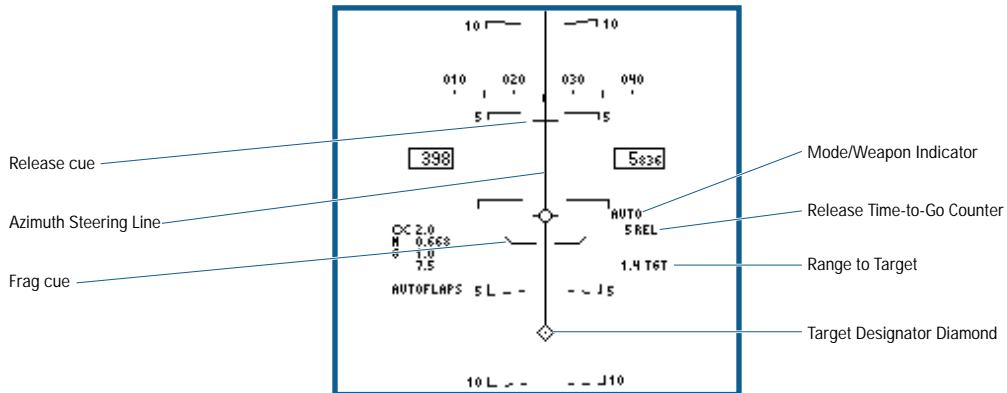 10 10
010 020 030 040
5 5
Release cue
398
5836
Mode/Weapon Indicator
Azimuth Steering Line
AUTO
Release Time-to-Go Counter
5 REL
α 2.0
M 0.668
G 1.0
7.5
Frag cue
1.4 TGT
Range to Target
AUTOFLAPS
5 5
Target Designator Diamond
10 10